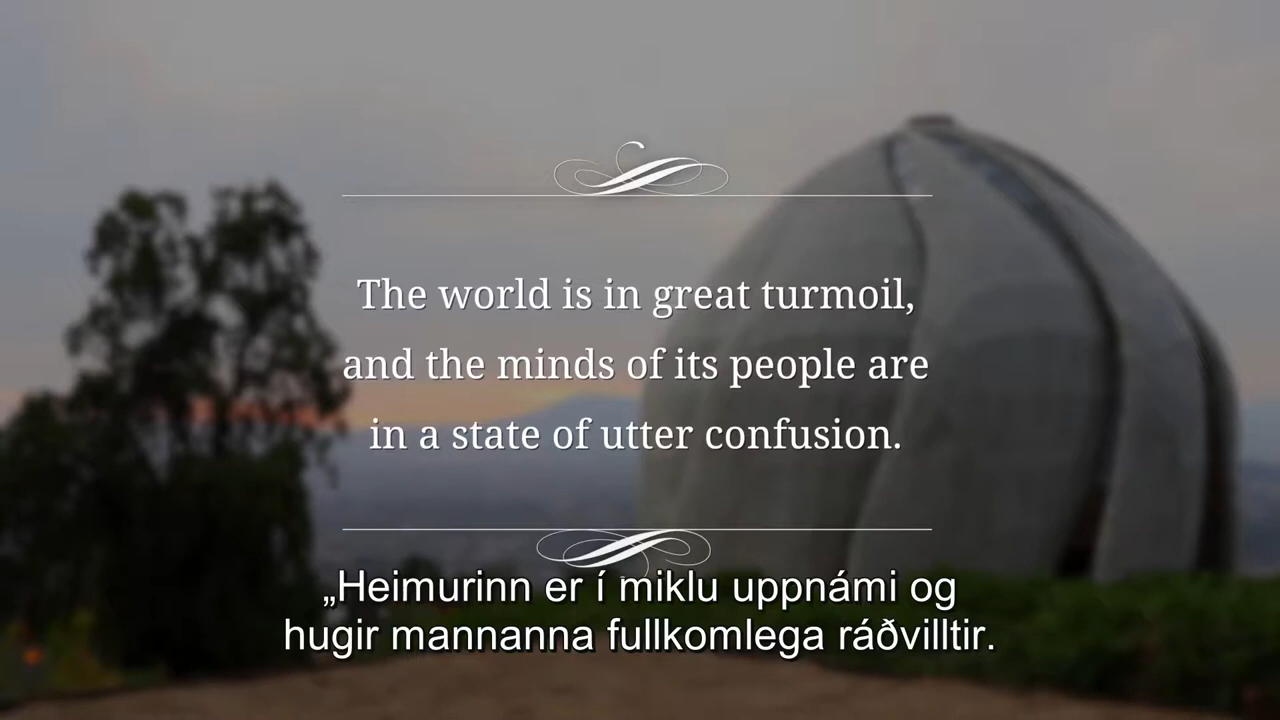 The world is in great turmoil,
and the minds of its people are
in a state of utter confusion.
„Heimurinn er í miklu uppnámi og
hugir mannanna fullkomlega ráðvilltir.